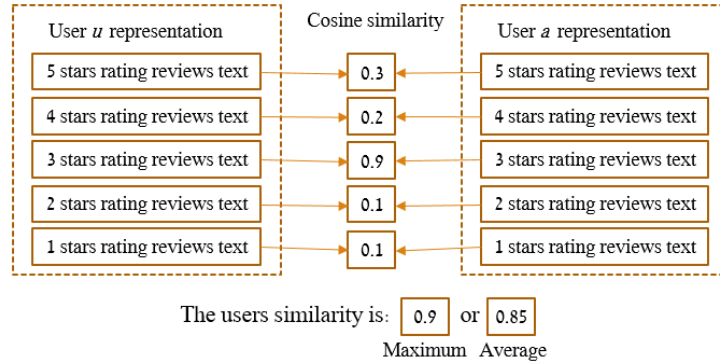 User u representation
Cosine similarity
User a representation
5 stars rating reviews text
0.3
5 stars rating reviews text
4 stars rating reviews text
0.2
4 stars rating reviews text
3 stars rating reviews text
0.9
3 stars rating reviews text
2 stars rating reviews text
0.1
2 stars rating reviews text
1 stars rating reviews text
0.1
1 stars rating reviews text
The users similarity is: 0.9 or 0.85
Maximum Average